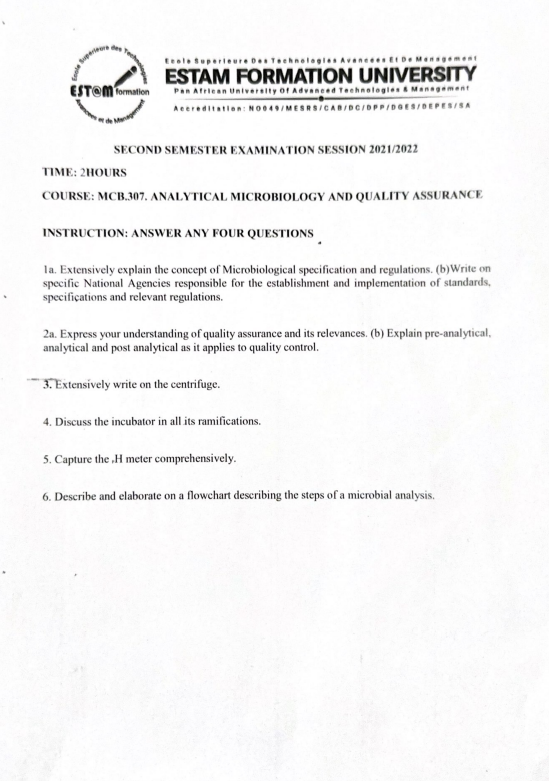 Ecole Superieure des Technologies
EST@M formation
Avancees et de Management
Ecole Superieure Des Technologies Avancees Et De Management
ESTAM FORMATION UNIVERSITY
Pan African University Of Advanced Technologies & Management
Accreditation: N0049/MESRS/CAB/DC/DPP/DGES/DEPES/SA
SECOND SEMESTER EXAMINATION SESSION 2021/2022
TIME: 2HOURS
COURSE: MCB.307. ANALYTICAL MICROBIOLOGY AND QUALITY ASSURANCE
INSTRUCTION: ANSWER ANY FOUR QUESTIONS
1a. Extensively explain the concept of Microbiological specification and regulations. (b)Write on
specific National Agencies responsible for the establishment and implementation of standards,
specifications and relevant regulations.
2a. Express your understanding of quality assurance and its relevances. (b) Explain pre-analytical,
analytical and post analytical as it applies to quality control.
3. Extensively write on the centrifuge.
4. Discuss the incubator in all its ramifications.
5. Capture the H meter comprehensively.
6. Describe and elaborate on a flowchart describing the steps of a microbial analysis.